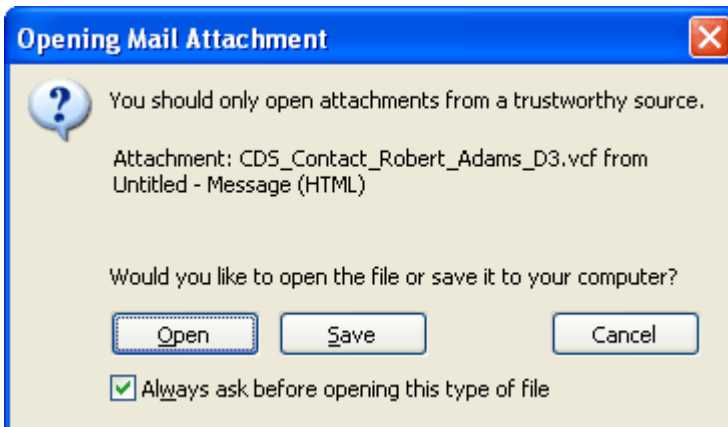 Opening Mail Attachment
You should only open attachments from a trustworthy source.
Attachment: CDS_Contact_Robert_Adams_D3.vcf from
Untitled - Message (HTML)
Would you like to open the file or save it to your computer?
Open Save Cancel
Always ask before opening this type of file